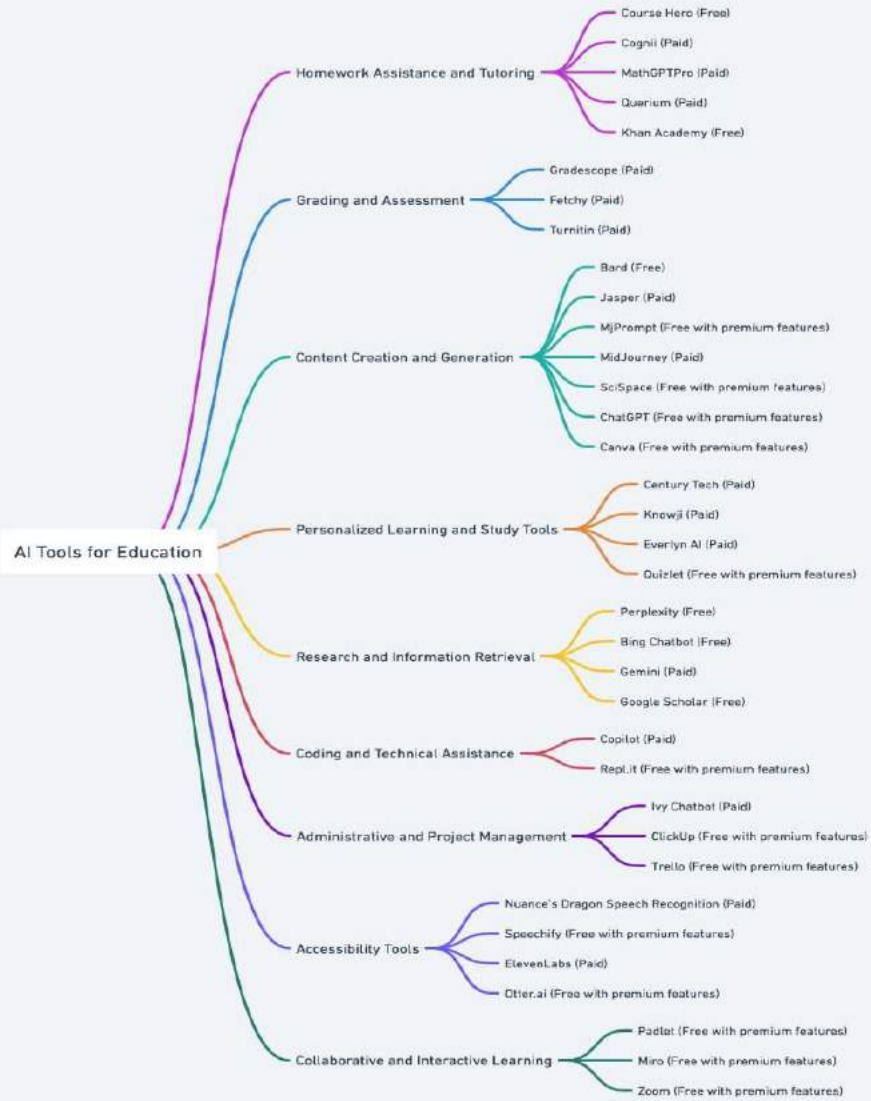 AI Tools for Education
Homework Assistance and Tutoring
Course Hero (Free)
Cognii (Paid)
MathGPTPro (Paid)
Querium (Paid)
Khan Academy (Free)
Grading and Assessment
Gradescope (Paid)
Fetchy (Paid)
Turnitin (Paid)
Content Creation and Generation
Bard (Free)
Jasper (Paid)
MjPrompt (Free with premium features)
MidJourney (Paid)
SciSpace (Free with premium features)
ChatGPT (Free with premium features)
Canva (Free with premium features)
Personalized Learning and Study Tools
Century Tech (Paid)
Knowji (Paid)
Everlyn AI (Paid)
Quizlet (Free with premium features)
Research and Information Retrieval
Perplexity (Free)
Bing Chatbot (Free)
Gemini (Paid)
Google Scholar (Free)
Coding and Technical Assistance
Copilot (Paid)
Repl.it (Free with premium features)
Administrative and Project Management
Ivy Chatbot (Paid)
ClickUp (Free with premium features)
Trello (Free with premium features)
Accessibility Tools
Nuance's Dragon Speech Recognition (Paid)
Speechify (Free with premium features)
ElevenLabs (Paid)
Otter.ai (Free with premium features)
Collaborative and Interactive Learning
Padlet (Free with premium features)
Miro (Free with premium features)
Zoom (Free with premium features)